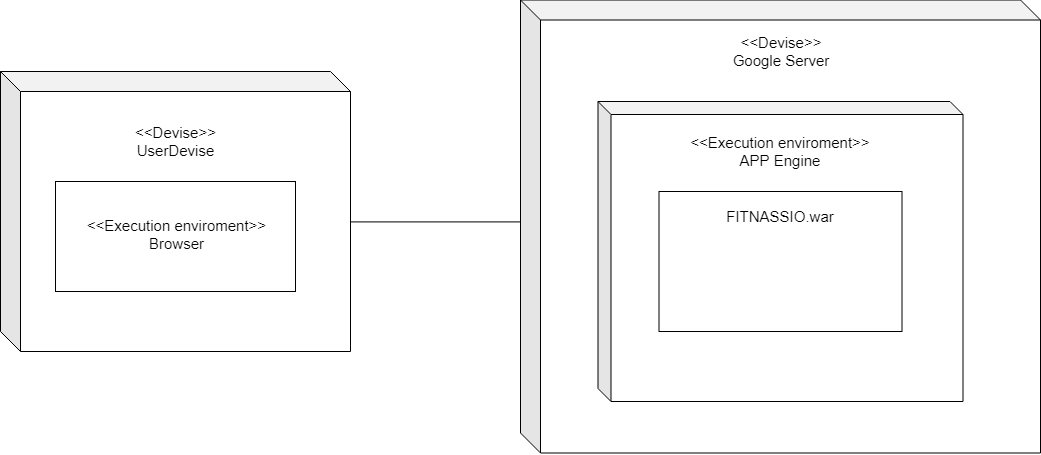 <<Devise>>
UserDevise
<<Execution enviroment>>
Browser
<<Devise>>
Google Server
<<Execution enviroment>>
APP Engine
FITNASSIO.war